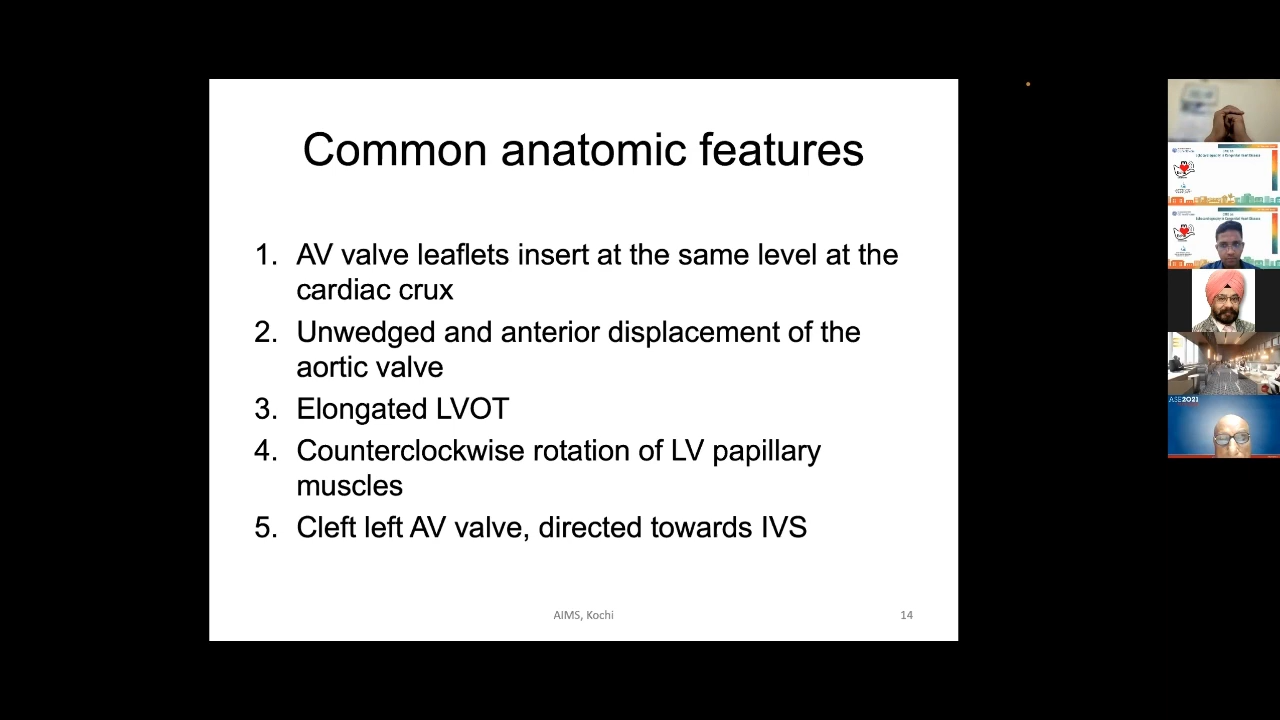 Common anatomic features
1. AV valve leaflets insert at the same level at the
cardiac crux
2. Unwedged and anterior displacement of the
aortic valve
3. Elongated LVOT
4. Counterclockwise rotation of LV papillary
muscles
5. Cleft left AV valve, directed towards IVS
AIMS, Kochi
14
ASE2021